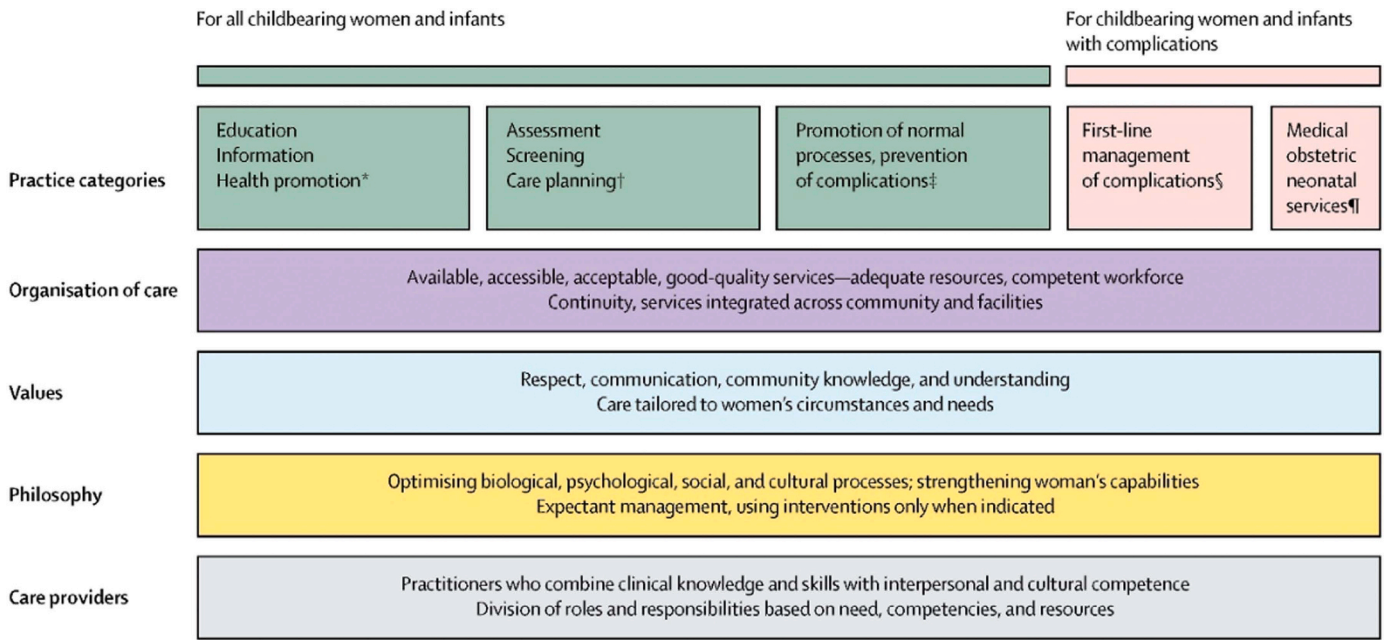 For all childbearing women and infants
For childbearing women and infants
with complications
Practice categories
Education
Information
Health promotion*
Assessment
Screening
Care planning†
Promotion of normal
processes, prevention
of complications‡
First-line
management
of complications§
Medical
obstetric
neonatal
services¶
Organisation of care
Available, accessible, acceptable, good-quality services—adequate resources, competent workforce
Continuity, services integrated across community and facilities
Values
Respect, communication, community knowledge, and understanding
Care tailored to women's circumstances and needs
Philosophy
Optimising biological, psychological, social, and cultural processes; strengthening woman's capabilities
Expectant management, using interventions only when indicated
Care providers
Practitioners who combine clinical knowledge and skills with interpersonal and cultural competence
Division of roles and responsibilities based on need, competencies, and resources